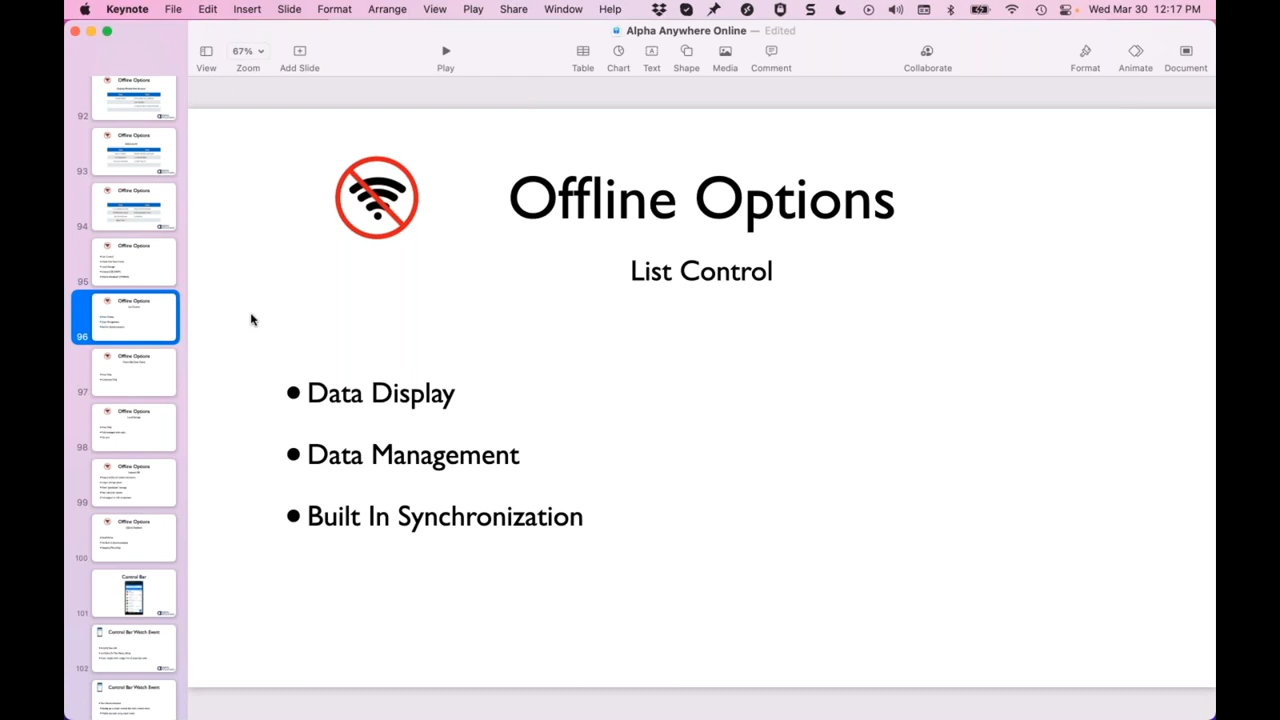 Keynote File Edit Insert Slide Format Arrange View Play Share Window Help
Wed Mar 30 12:17 PM
Alpha Anywhere Online — Edited
67%
View Zoom Add Slide Play Table Chart Text Shape Media Comment Collaborate Format Animate Document
Offline Options
92
Offline Options
93
Offline Options
94
Offline Options
95
Offline Options
96
Offline Options
97
Offline Options
98
Offline Options
99
Offline Options
100
Control Bar
101
Control Bar Watch Event
102
Control Bar Watch Event
Offline Options
List Control
• Data Display
• Data Management
• Built In Synchronization